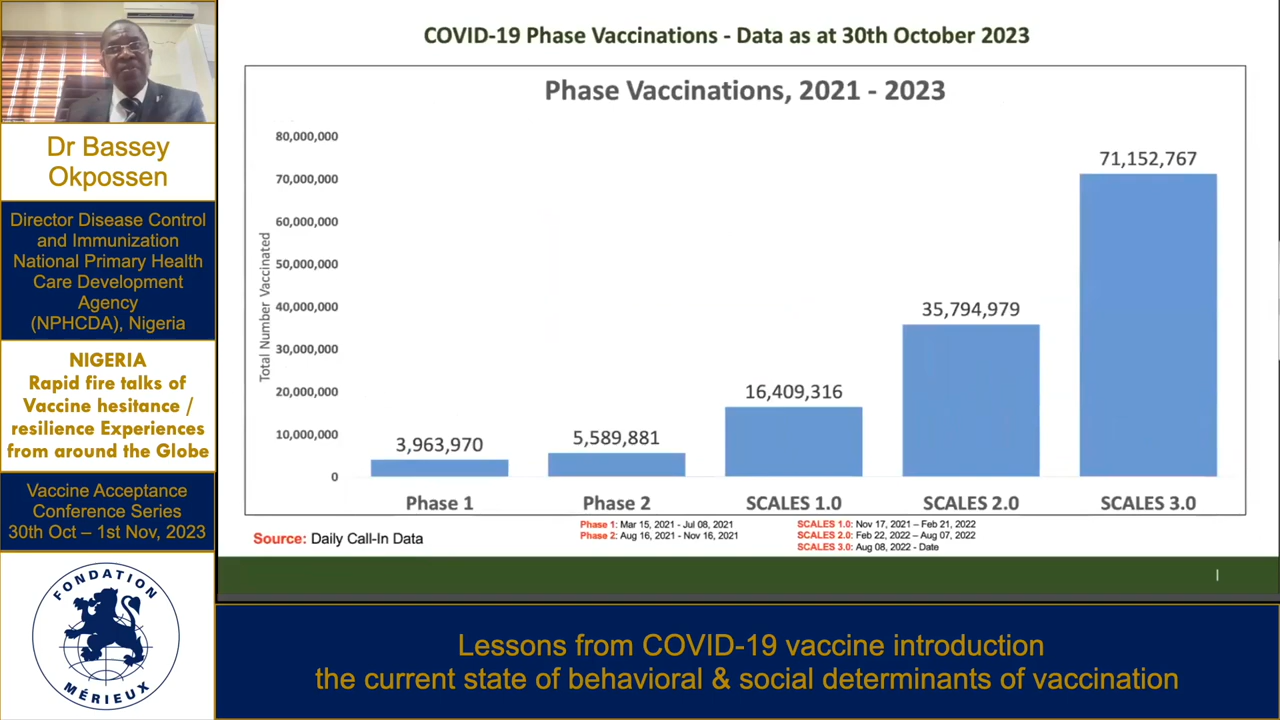 Dr Bassey
Okpossen
Director Disease Control
and Immunization
National Primary Health
Care Development
Agency
(NPHCDA), Nigeria
NIGERIA
Rapid fire talks of
Vaccine hesitance /
resilience Experiences
from around the Globe
Vaccine Acceptance
Conference Series
30th Oct – 1st Nov, 2023
FONDATION
MÉRIEUX
COVID-19 Phase Vaccinations - Data as at 30th October 2023
Phase Vaccinations, 2021 - 2023
Total Number Vaccinated
80,000,000
70,000,000
60,000,000
50,000,000
40,000,000
30,000,000
20,000,000
10,000,000
0
3,963,970
5,589,881
16,409,316
35,794,979
71,152,767
Phase 1
Phase 2
SCALES 1.0
SCALES 2.0
SCALES 3.0
Source: Daily Call-In Data
Phase 1: Mar 15, 2021 - Jul 08, 2021
Phase 2: Aug 16, 2021 - Nov 16, 2021
SCALES 1.0: Nov 17, 2021 – Feb 21, 2022
SCALES 2.0: Feb 22, 2022 – Aug 07, 2022
SCALES 3.0: Aug 08, 2022 - Date
Lessons from COVID-19 vaccine introduction
the current state of behavioral & social determinants of vaccination